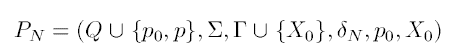 P_N = (Q ∪ {p_0, p}, Σ, Γ ∪ {X_0}, δ_N, p_0, X_0)